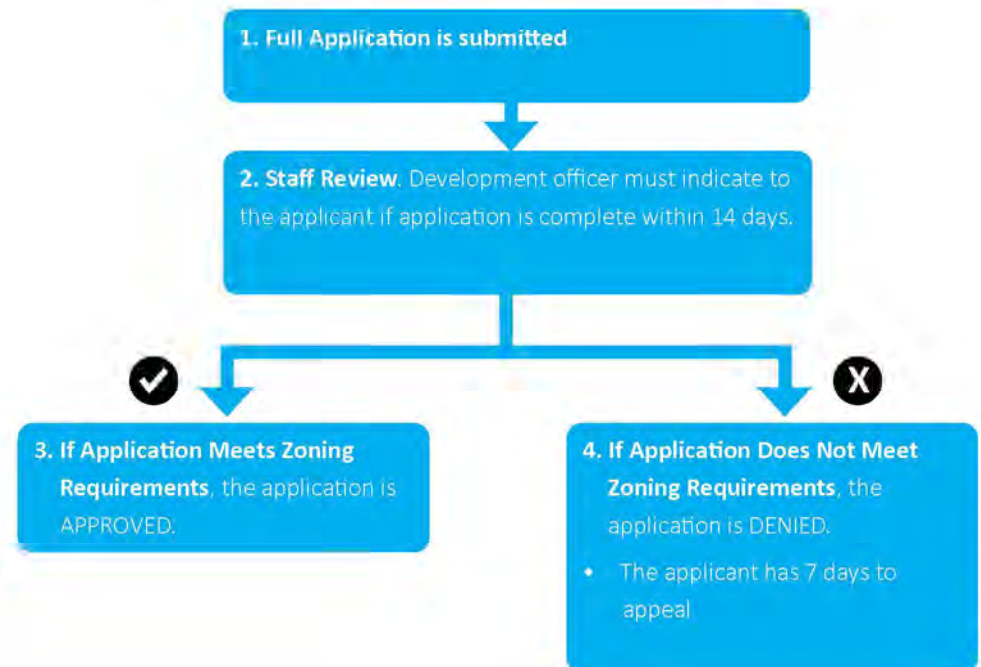 1. Full Application is submitted
2. Staff Review. Development officer must indicate to
the applicant if application is complete within 14 days.
3. If Application Meets Zoning
Requirements, the application is
APPROVED.
X
4. If Application Does Not Meet
Zoning Requirements, the
application is DENIED.
• The applicant has 7 days to
appeal